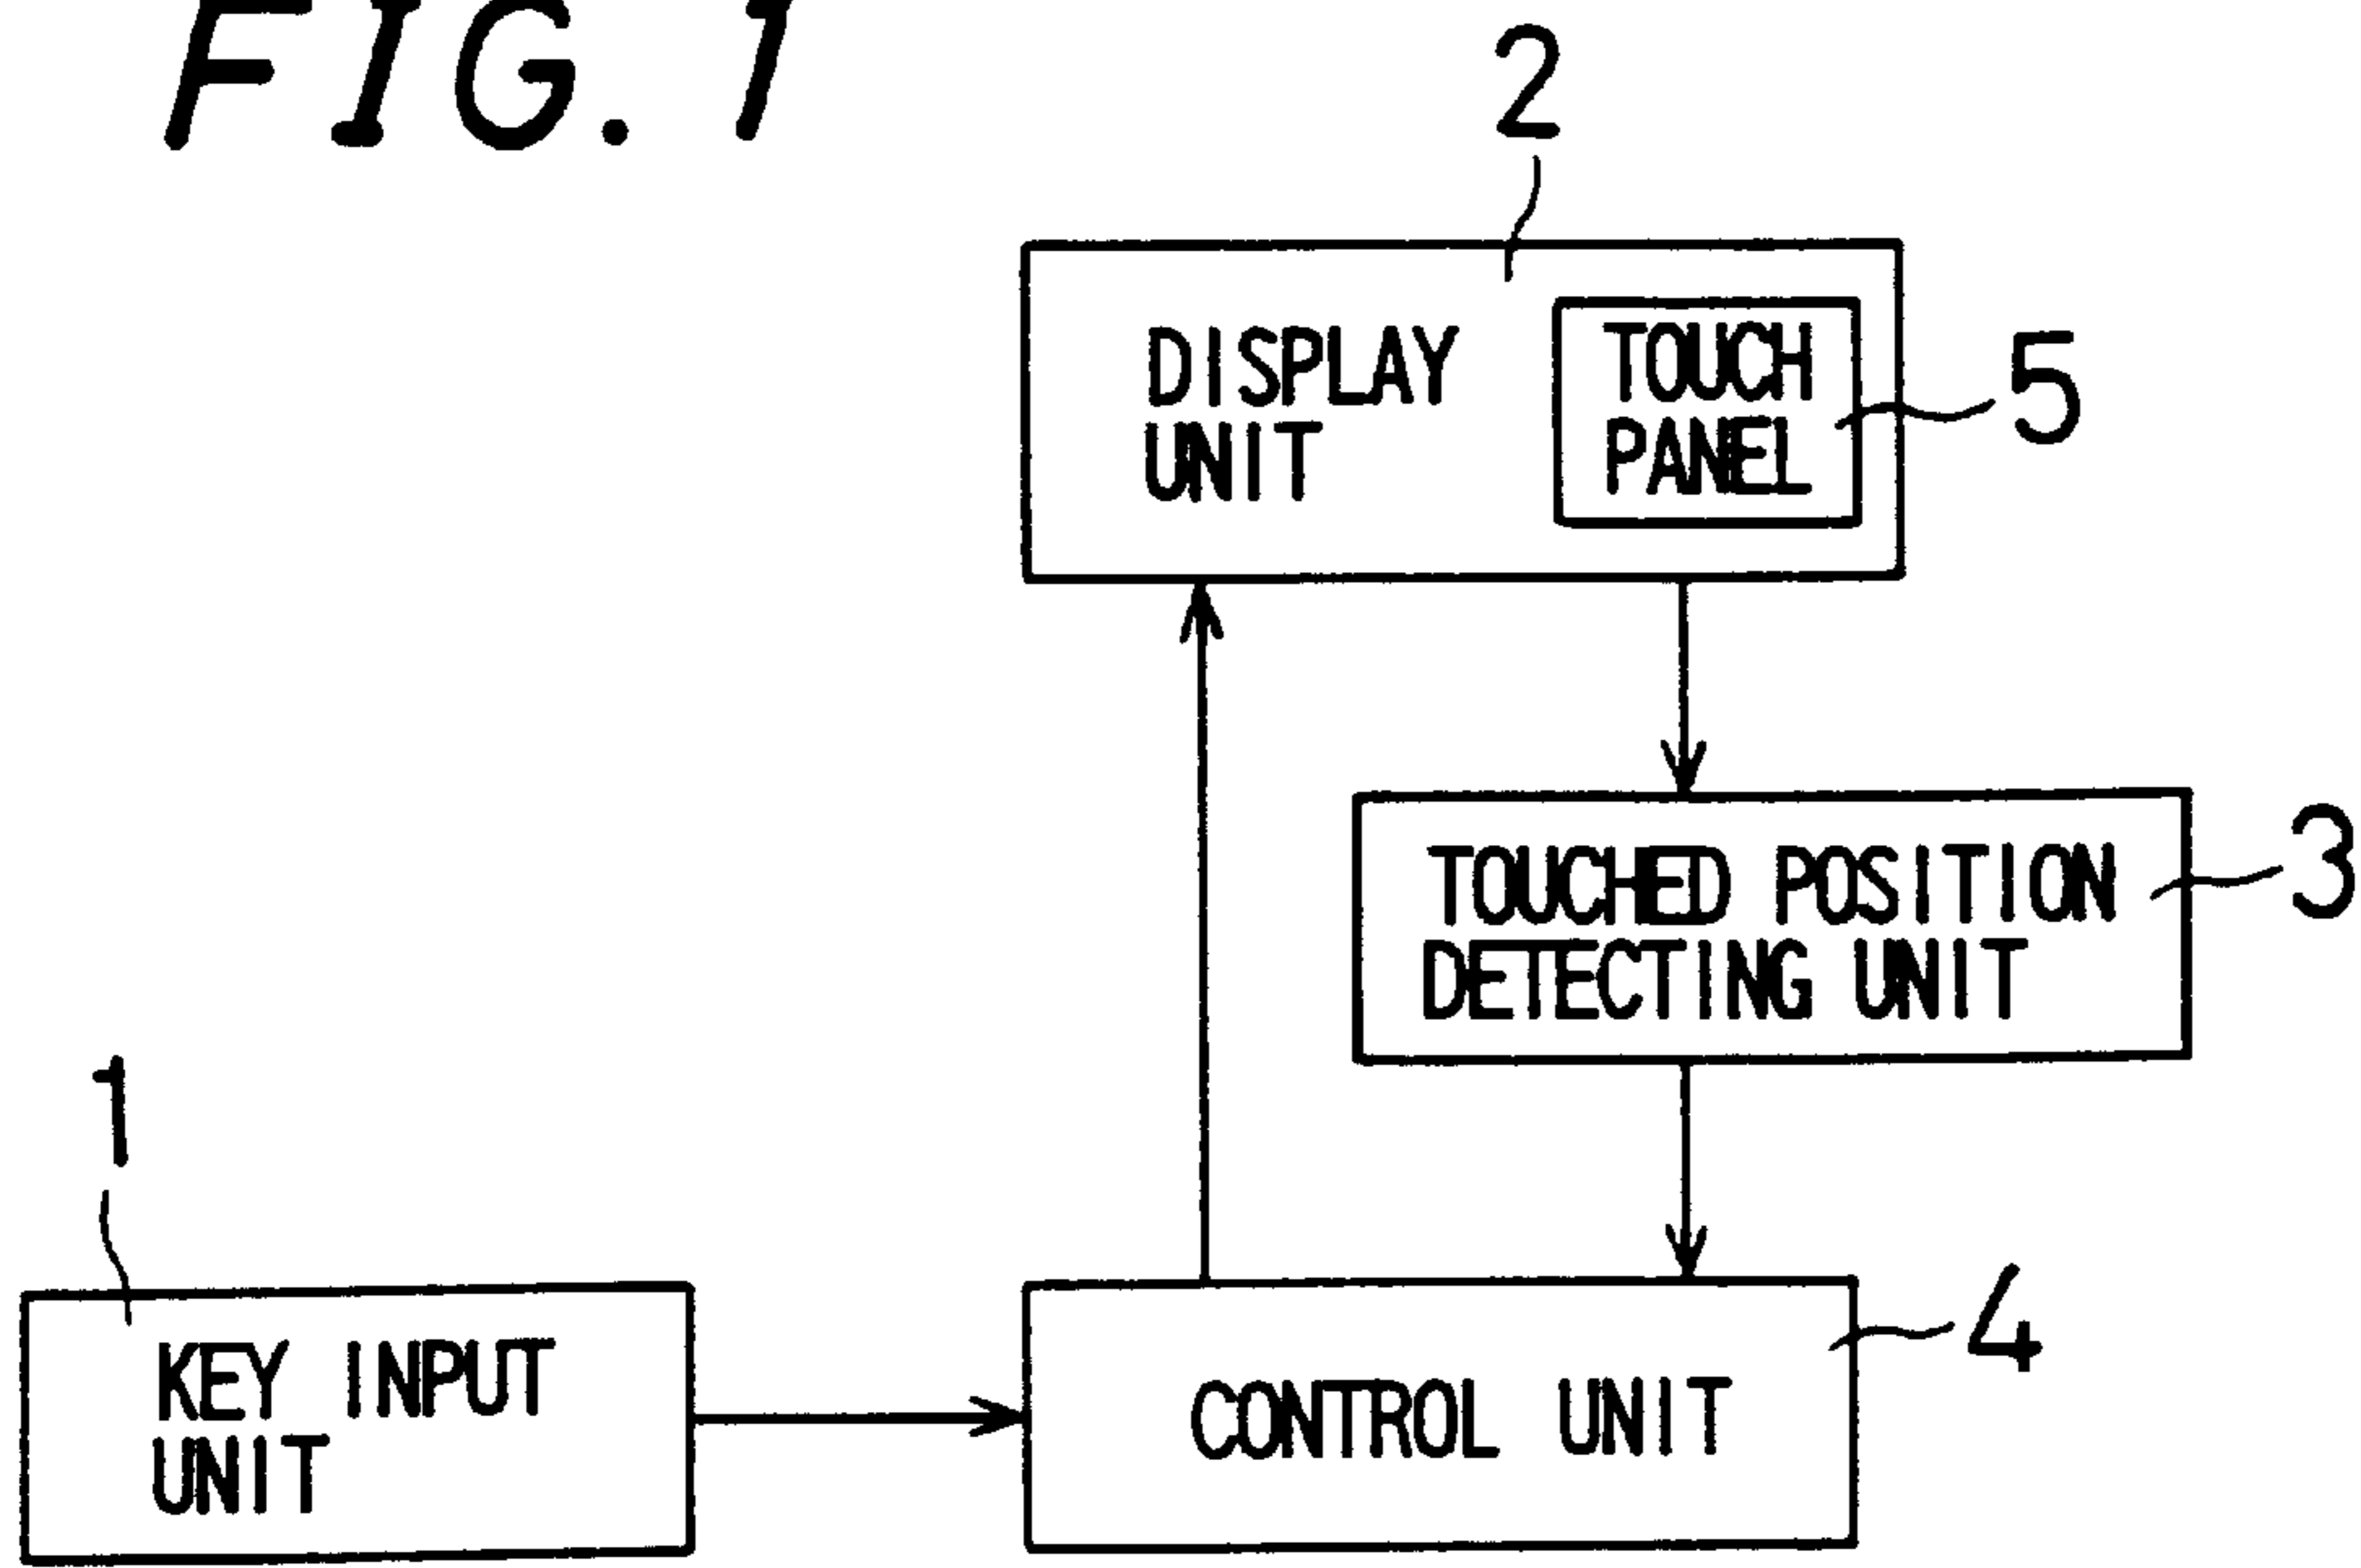 FIG. 1
2
DISPLAY
UNIT
TOUCH
PANEL
5
TOUCHED POSITION
DETECTING UNIT
3
1
KEY INPUT
UNIT
CONTROL UNIT
4